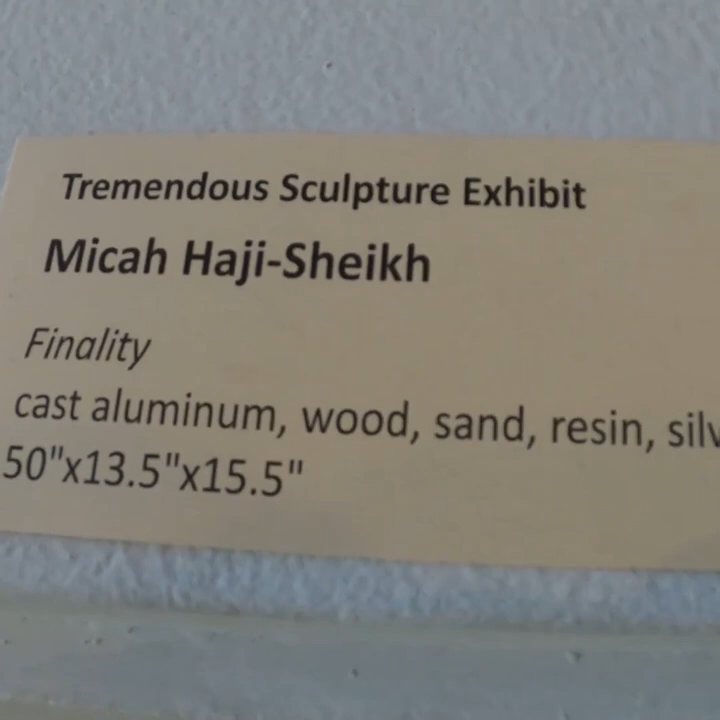 Tremendous Sculpture Exhibit
Micah Haji-Sheikh
Finality
cast aluminum, wood, sand, resin,
50"x13.5"x15.5"